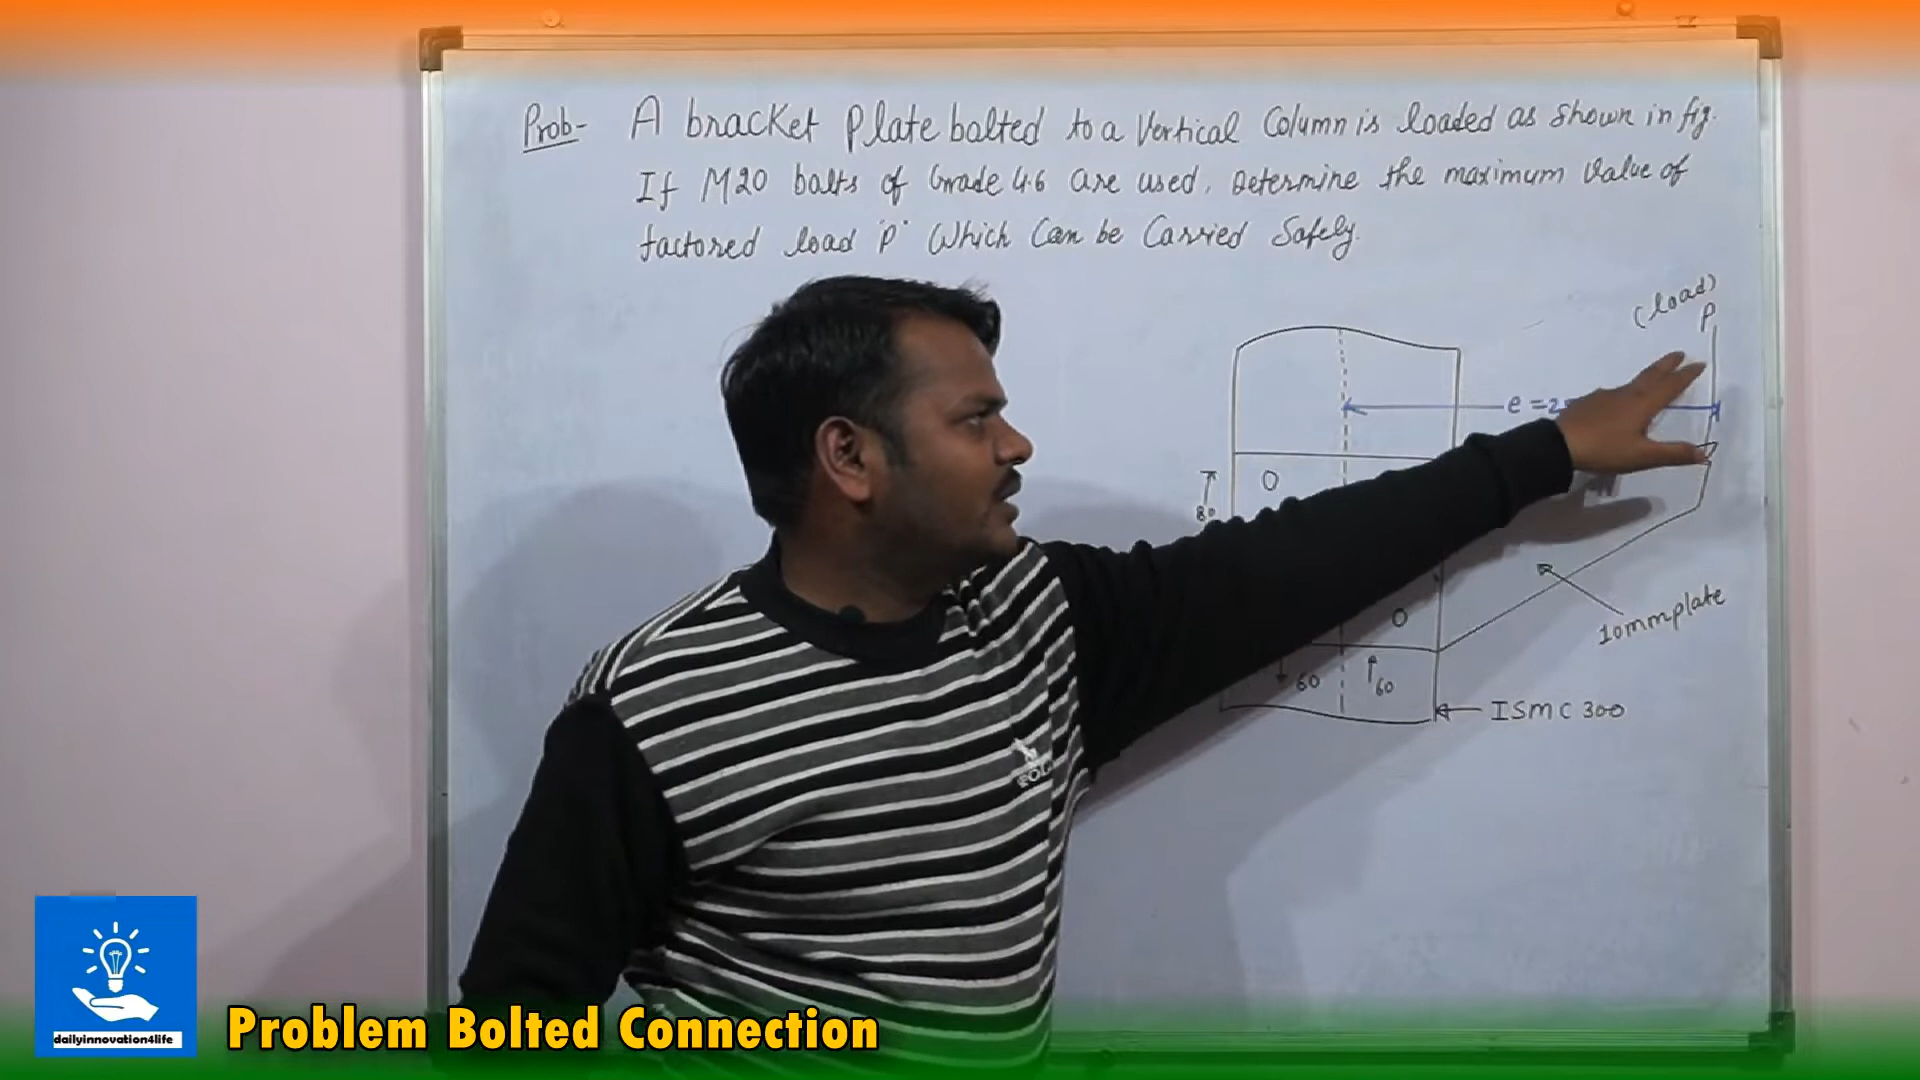 Prob- A bracket Plate bolted to a Vertical Column is loaded as Shown in fig.
If M20 bolts of Grade 4.6 are used, Determine the maximum Value of
factored load 'P' Which Can be Carried Safely.
(load)
P
e =2
O
80
10mmplate
O
60
60
ISMC 300
dailyinnovation4life
Problem Bolted Connection